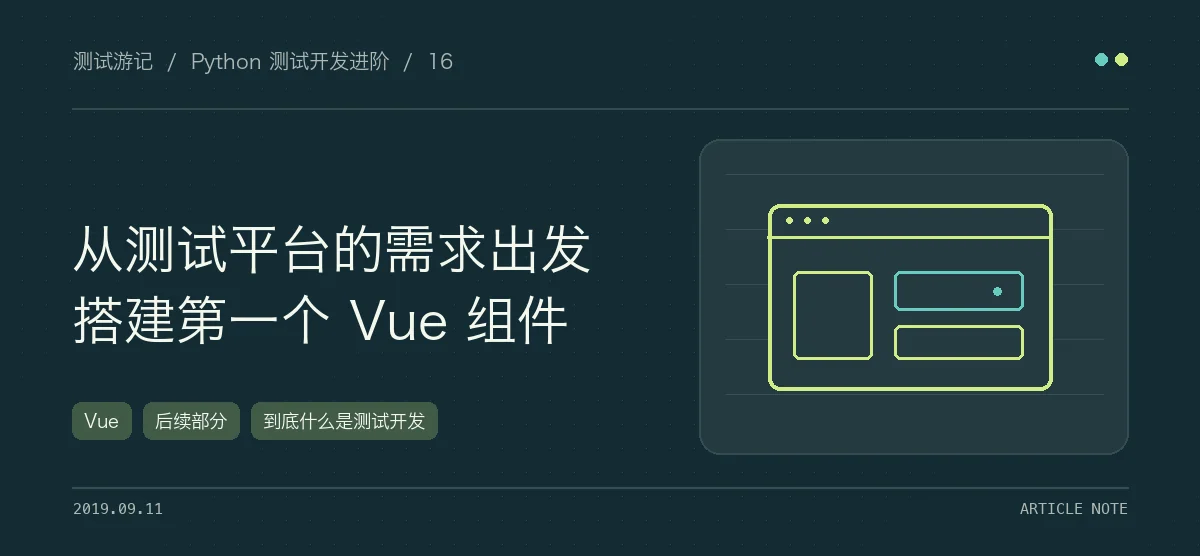 测试游记 / Python 测试开发进阶 / 16
从测试平台的需求出发
搭建第一个 Vue 组件
Vue 后续部分 到底什么是测试开发
2019.09.11 ARTICLE NOTE